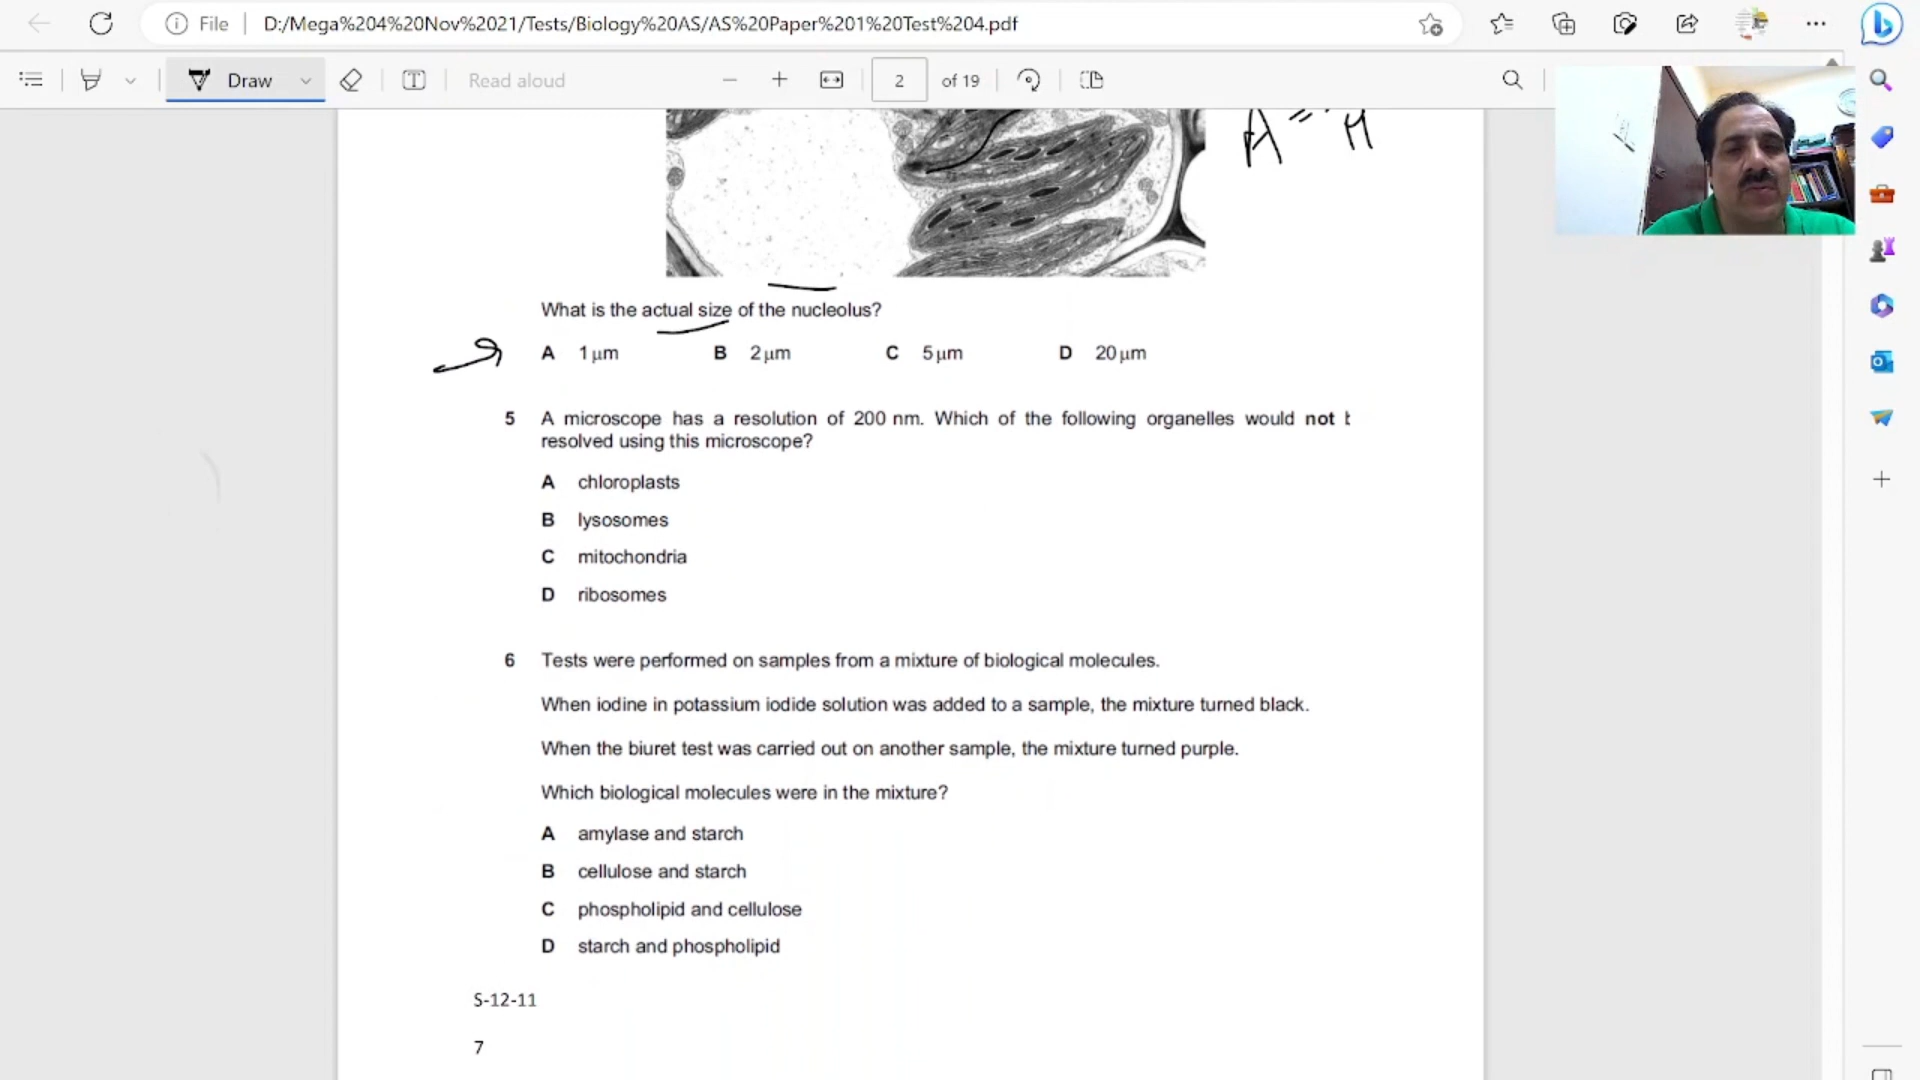 File D:/Mega%204%20Nov%2021/Tests/Biology%20AS/AS%20Paper%201%20Test%204.pdf
Draw Read aloud 2 of 19
A = M
What is the actual size of the nucleolus?
A 1 µm B 2 µm C 5 µm D 20 µm
5 A microscope has a resolution of 200 nm. Which of the following organelles would not
resolved using this microscope?
A chloroplasts
B lysosomes
C mitochondria
D ribosomes
6 Tests were performed on samples from a mixture of biological molecules.
When iodine in potassium iodide solution was added to a sample, the mixture turned black.
When the biuret test was carried out on another sample, the mixture turned purple.
Which biological molecules were in the mixture?
A amylase and starch
B cellulose and starch
C phospholipid and cellulose
D starch and phospholipid
S-12-11
7